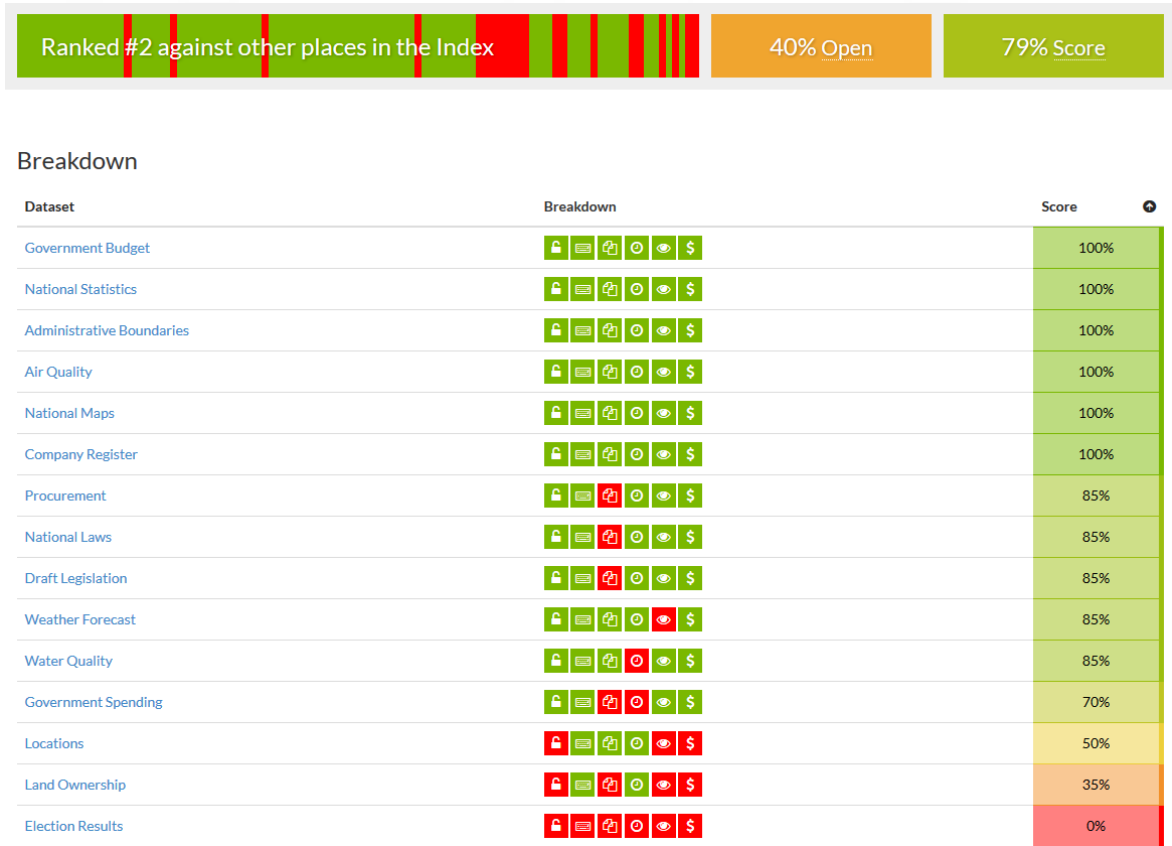 Ranked #2 against other places in the Index 40% Open 79% Score
Breakdown
Dataset Breakdown Score
Government Budget $ 100%
National Statistics $ 100%
Administrative Boundaries $ 100%
Air Quality $ 100%
National Maps $ 100%
Company Register $ 100%
Procurement $ 85%
National Laws $ 85%
Draft Legislation $ 85%
Weather Forecast $ 85%
Water Quality $ 85%
Government Spending $ 70%
Locations $ 50%
Land Ownership $ 35%
Election Results $ 0%